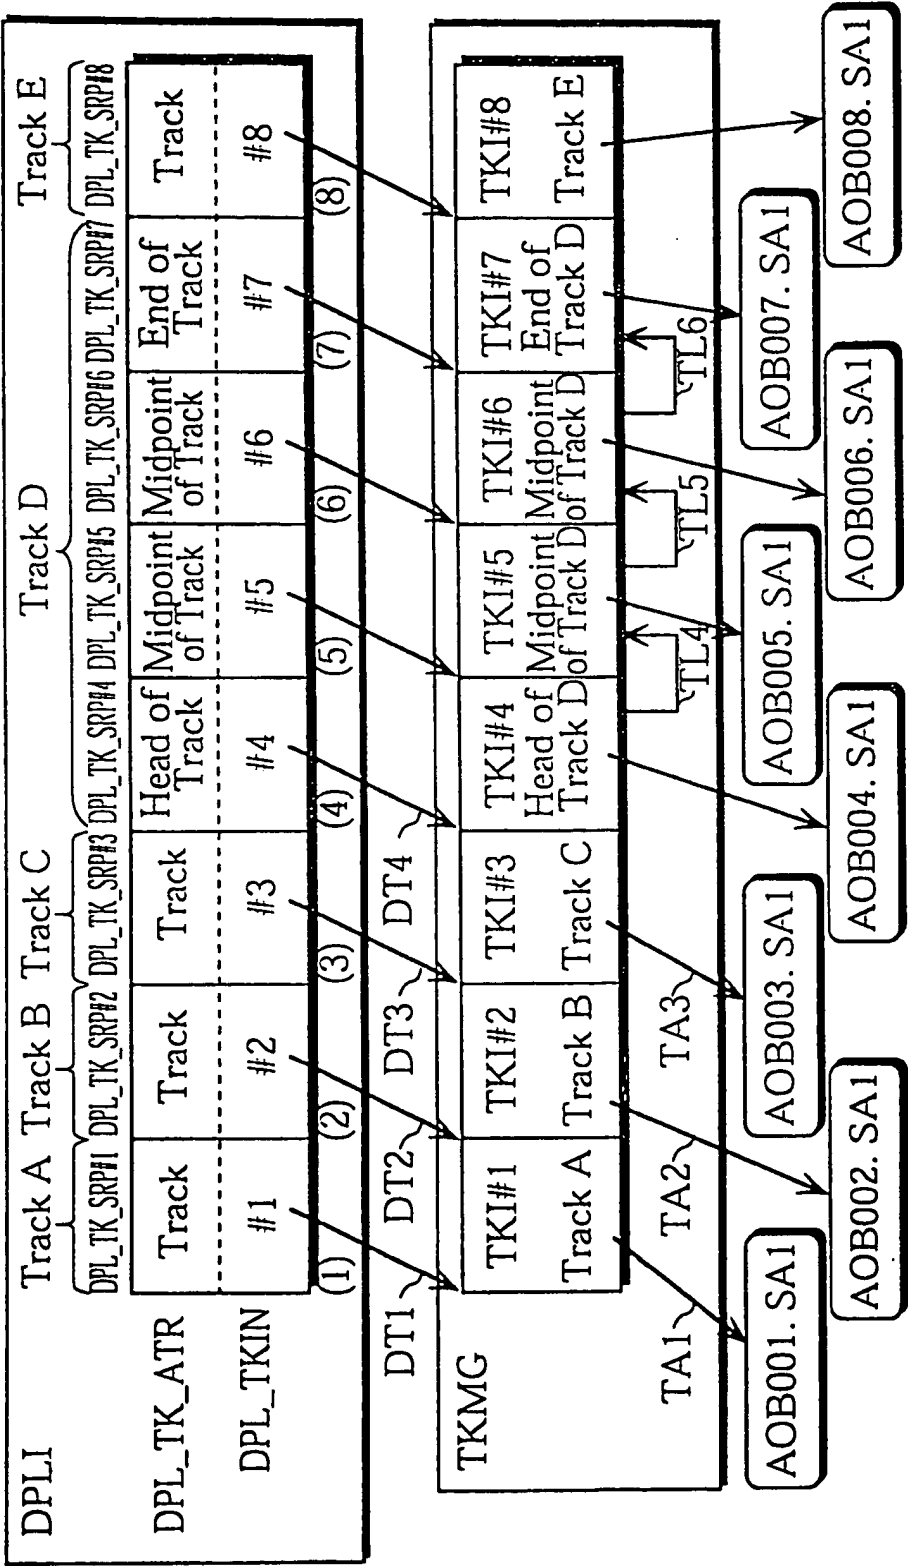 DPLI
Track A
Track B
Track C
Track D
Track E
DPL_TK_SRP#1
DPL_TK_SRP#2
DPL_TK_SRP#3
DPL_TK_SRP#4
DPL_TK_SRP#5
DPL_TK_SRP#6
DPL_TK_SRP#7
DPL_TK_SRP#8
DPL_TK_ATR
Track
Track
Track
Head of
Track
Midpoint
of Track
Midpoint
of Track
End of
Track
Track
DPL_TKIN
#1
#2
#3
#4
#5
#6
#7
#8
(1)
(2)
(3)
(4)
(5)
(6)
(7)
(8)
DT1
DT2
DT3
DT4
TKMG
TKI#1
Track A
TKI#2
Track B
TKI#3
Track C
TKI#4
Head of
Track D
TKI#5
Midpoint
of Track D
TKI#6
Midpoint
of Track D
TKI#7
End of
Track D
TKI#8
Track E
TA1
TA2
TA3
TL4
TL5
TL6
AOB001. SA1
AOB002. SA1
AOB003. SA1
AOB004. SA1
AOB005. SA1
AOB006. SA1
AOB007. SA1
AOB008. SA1